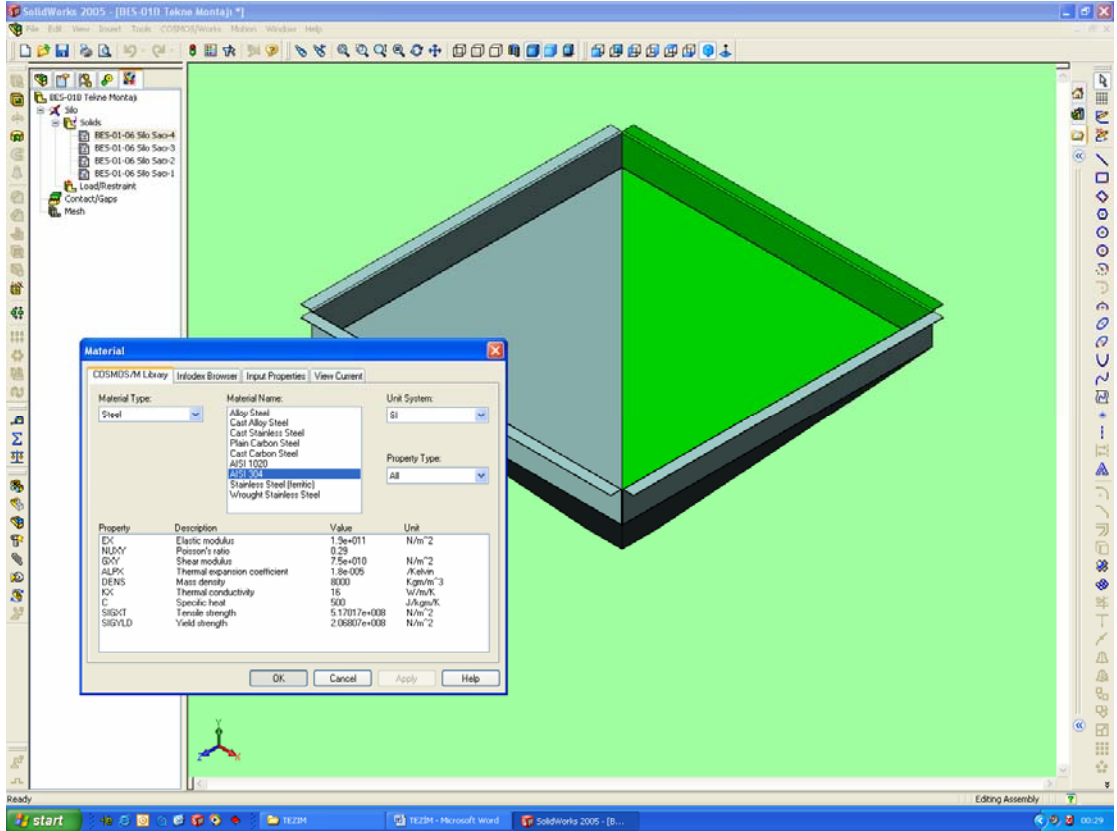 SolidWorks 2005 - [BES-01B Tekne Montajı *]
File Edit View Insert Tools COSMOSWorks Motion Window Help
BES-01B Tekne Montajı
Silo
Solids
BES-01-06 Silo Sacı-4
BES-01-06 Silo Sacı-3
BES-01-06 Silo Sacı-2
BES-01-06 Silo Sacı-1
Load/Restraint
Contact/Gaps
Mesh
Material
COSMOS/M Library Infodex Browser Input Properties View Current
Material Type: Material Name: Unit System:
Steel
SI
Alloy Steel
Cast Alloy Steel
Cast Stainless Steel
Plain Carbon Steel
Cast Carbon Steel
AISI 1020
AISI 304
Stainless Steel (ferritic)
Wrought Stainless Steel
Property Type:
All
Property Description Value Unit
EX Elastic modulus 1.9e+011 N/m^2
NUXY Poisson's ratio 0.29
GXY Shear modulus 7.5e+010 N/m^2
ALPX Thermal expansion coefficient 1.8e-005 /Kelvin
DENS Mass density 8000 Kgm/m^3
KX Thermal conductivity 16 W/m/K
C Specific heat 500 J/kgm/K
SIGXT Tensile strength 5.17017e+008 N/m^2
SIGYLD Yield strength 2.06807e+008 N/m^2
OK Cancel Apply Help
Y
Z X
Ready Editing Assembly
start TEZIM TEZİM - Microsoft Word SolidWorks 2005 - [B... 00:29